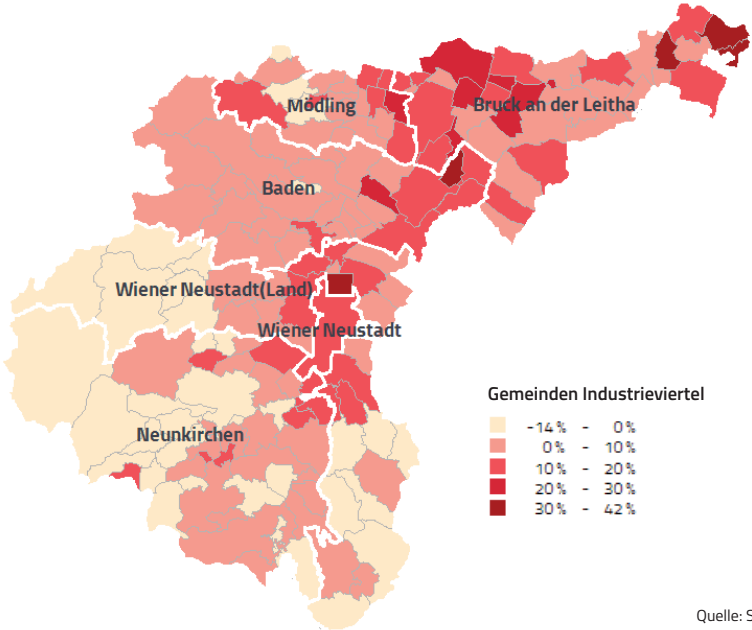 Mödling
Bruck an der Leitha
Baden
Wiener Neustadt(Land)
Wiener Neustadt
Neunkirchen
Gemeinden Industrieviertel
-14% - 0%
0% - 10%
10% - 20%
20% - 30%
30% - 42%
Quelle: S